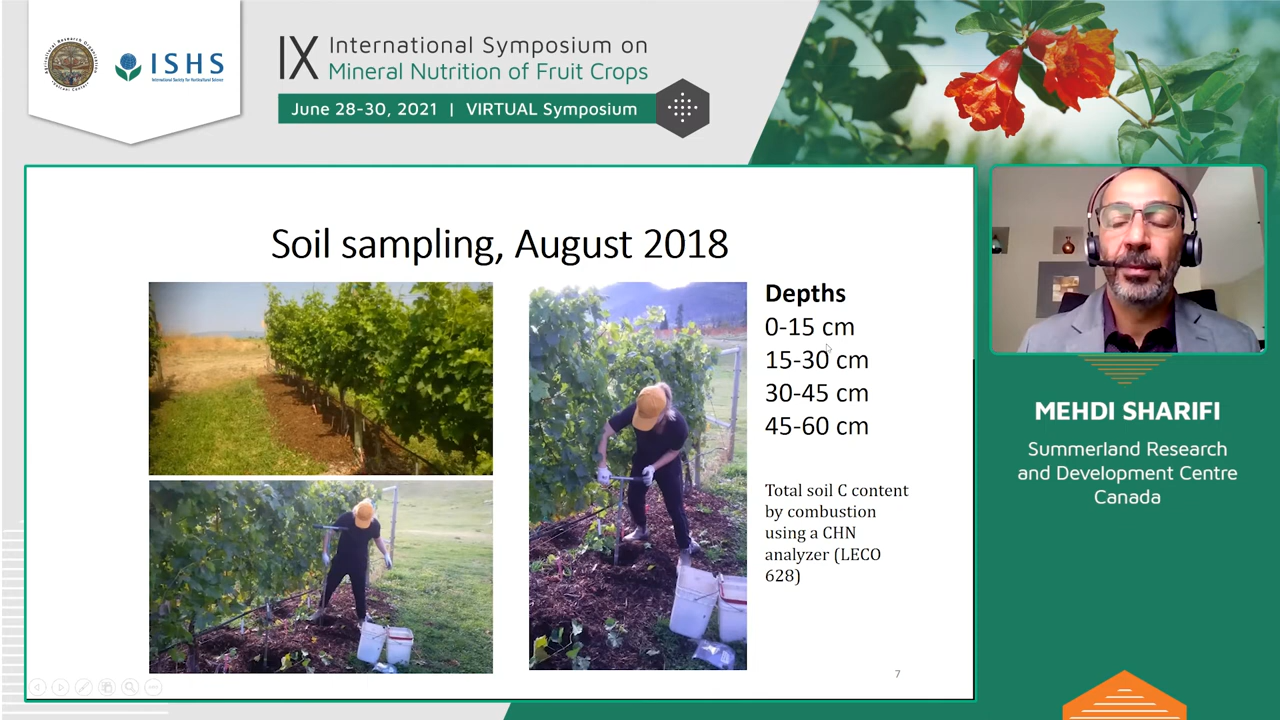 ISHS
International Society for Horticultural Science
IX International Symposium on
Mineral Nutrition of Fruit Crops
June 28-30, 2021 | VIRTUAL Symposium
Soil sampling, August 2018
Depths
0-15 cm
15-30 cm
30-45 cm
45-60 cm
Total soil C content
by combustion
using a CHN
analyzer (LECO
628)
7
MEHDI SHARIFI
Summerland Research
and Development Centre
Canada